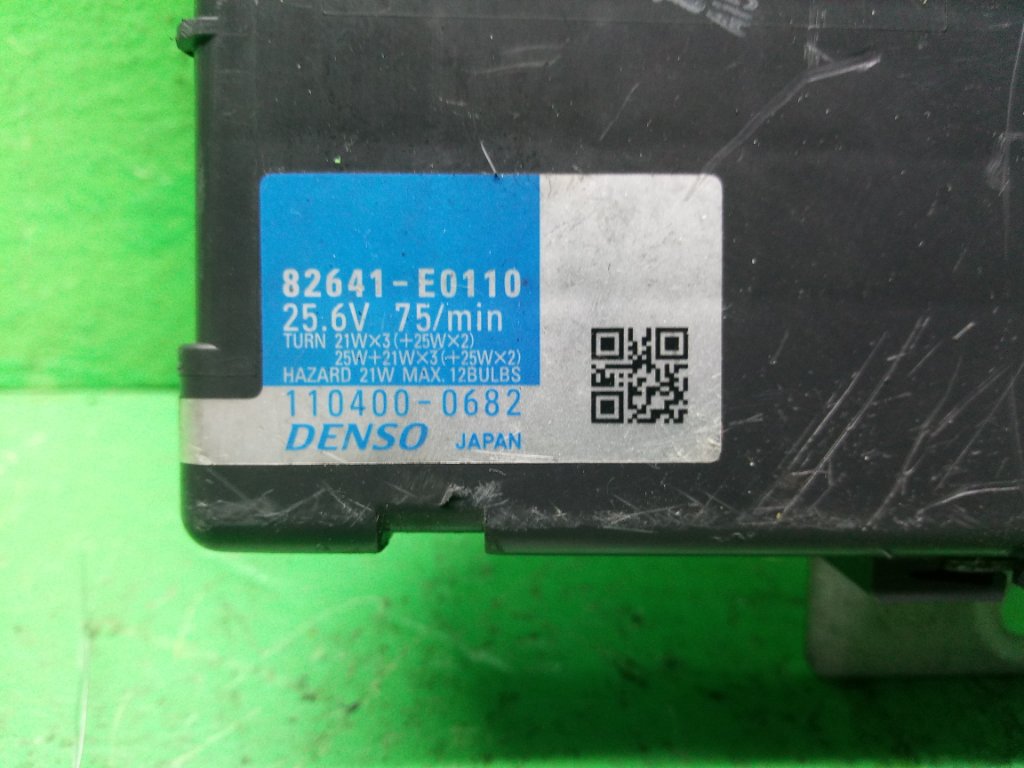 82641-E0110
25.6V 75/min
TURN 21W×3(+25W×2)
25W+21W×3(+25W×2)
HAZARD 21W MAX. 12BULBS
110400-0682
DENSO JAPAN